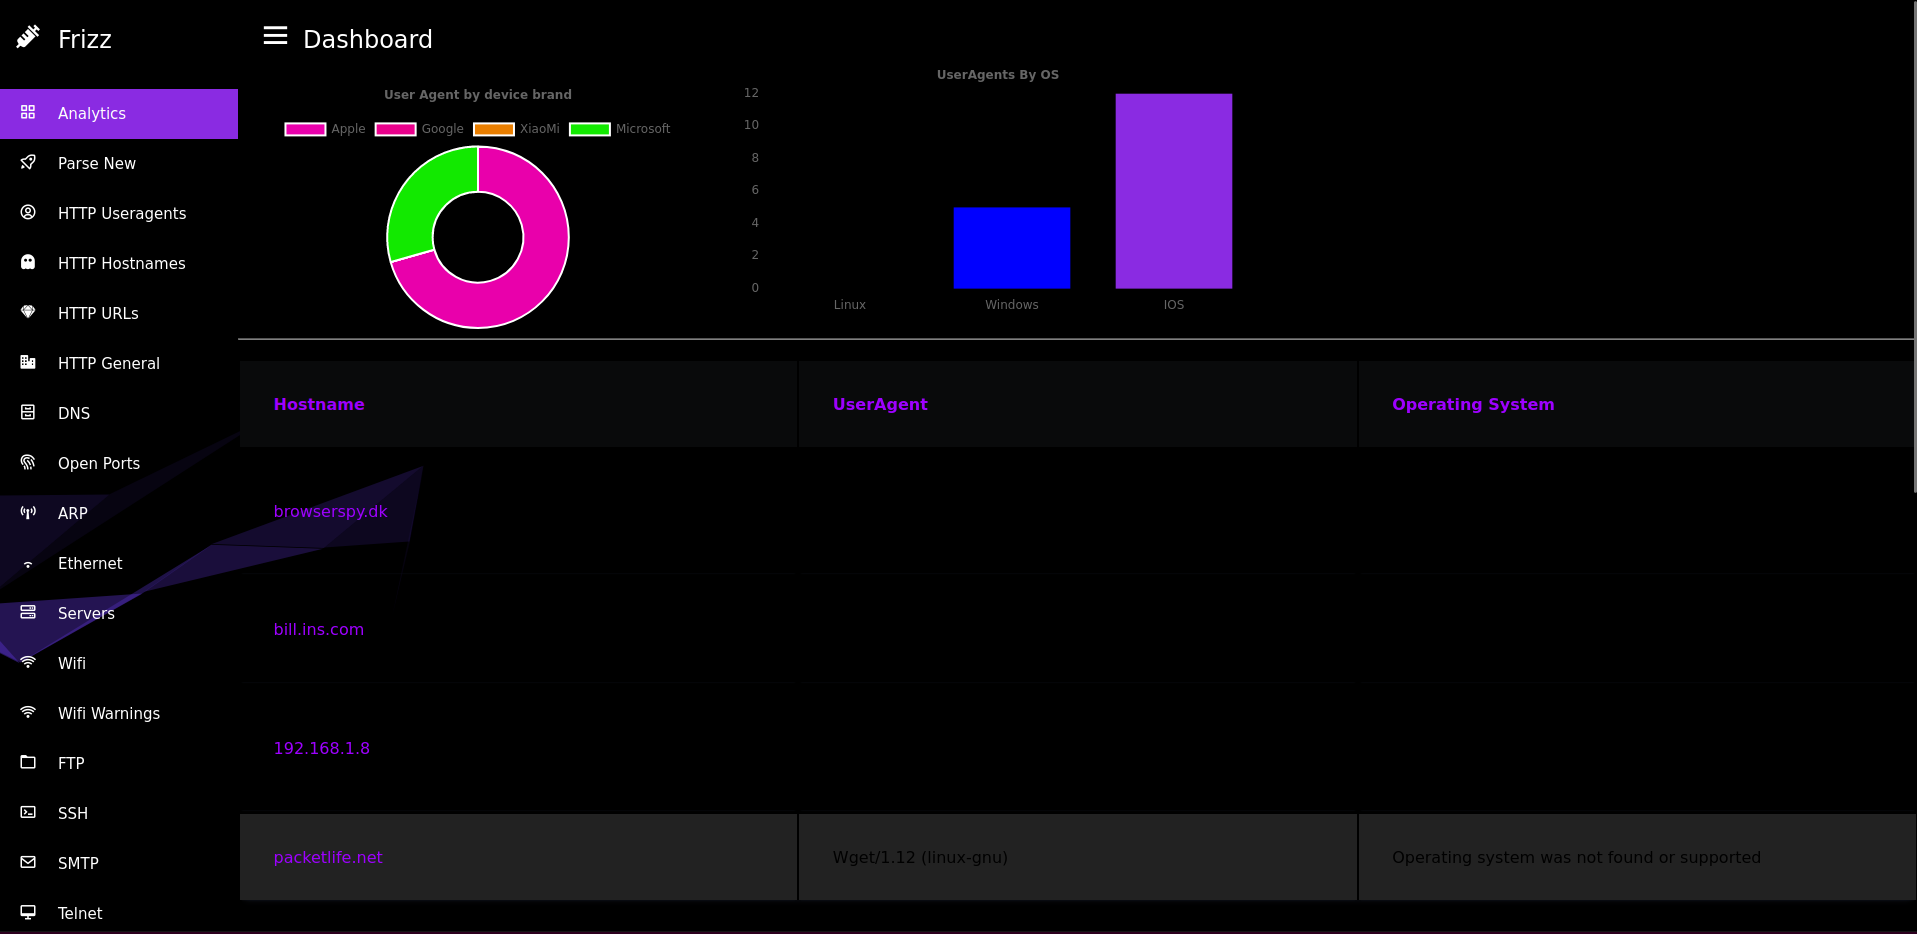 Frizz
Analytics
Parse New
HTTP Useragents
HTTP Hostnames
HTTP URLs
HTTP General
DNS
Open Ports
ARP
Ethernet
Servers
Wifi
Wifi Warnings
FTP
SSH
SMTP
Telnet
Dashboard
User Agent by device brand
Apple Google XiaoMi Microsoft
UserAgents By OS
12
10
8
6
4
2
0
Linux Windows IOS
Hostname UserAgent Operating System
browserspy.dk
bill.ins.com
192.168.1.8
packetlife.net Wget/1.12 (linux-gnu) Operating system was not found or supported